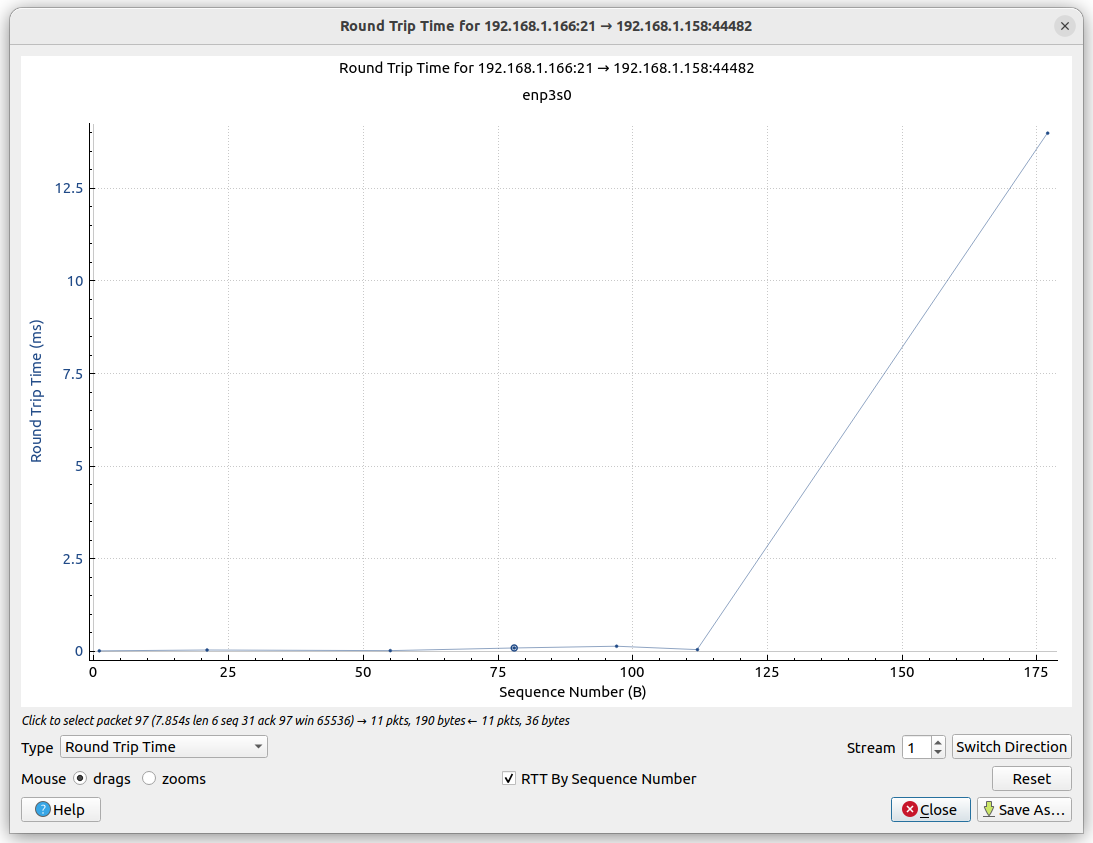 Round Trip Time for 192.168.1.166:21 → 192.168.1.158:44482
Round Trip Time for 192.168.1.166:21 → 192.168.1.158:44482
enp3s0
12.5
10
7.5
5
2.5
0
Round Trip Time (ms)
0 25 50 75 100 125 150 175
Sequence Number (B)
Click to select packet 97 (7.854s len 6 seq 31 ack 97 win 65536) → 11 pkts, 190 bytes ← 11 pkts, 36 bytes
Type Round Trip Time Stream 1 Switch Direction
Mouse drags zooms RTT By Sequence Number Reset
Help Close Save As...